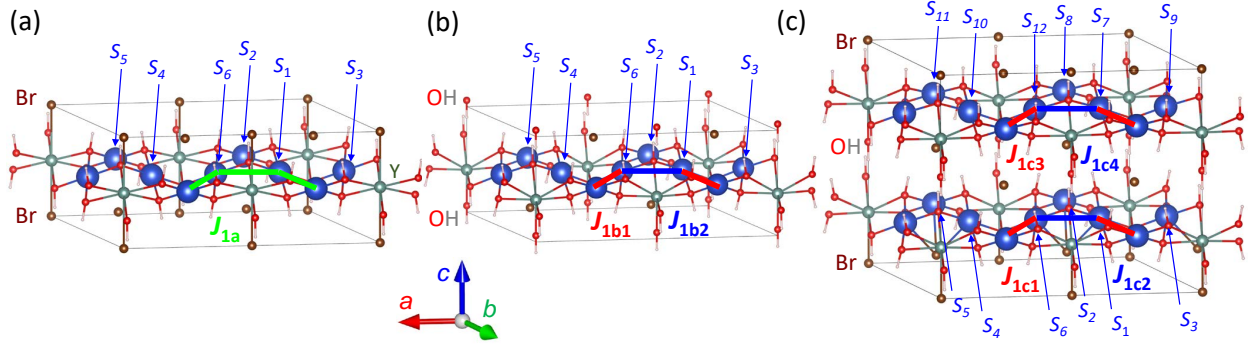 (a)
S5 S4 S6 S2 S1 S3
Br
Y
Br
J1a
(b)
S5 S4 S6 S2 S1 S3
OH
OH
J1b1 J1b2
c
a b
(c)
S11 S10 S12 S8 S7 S9
Br
OH
J1c3 J1c4
Br
J1c1 J1c2
S5 S4 S6 S2 S1 S3